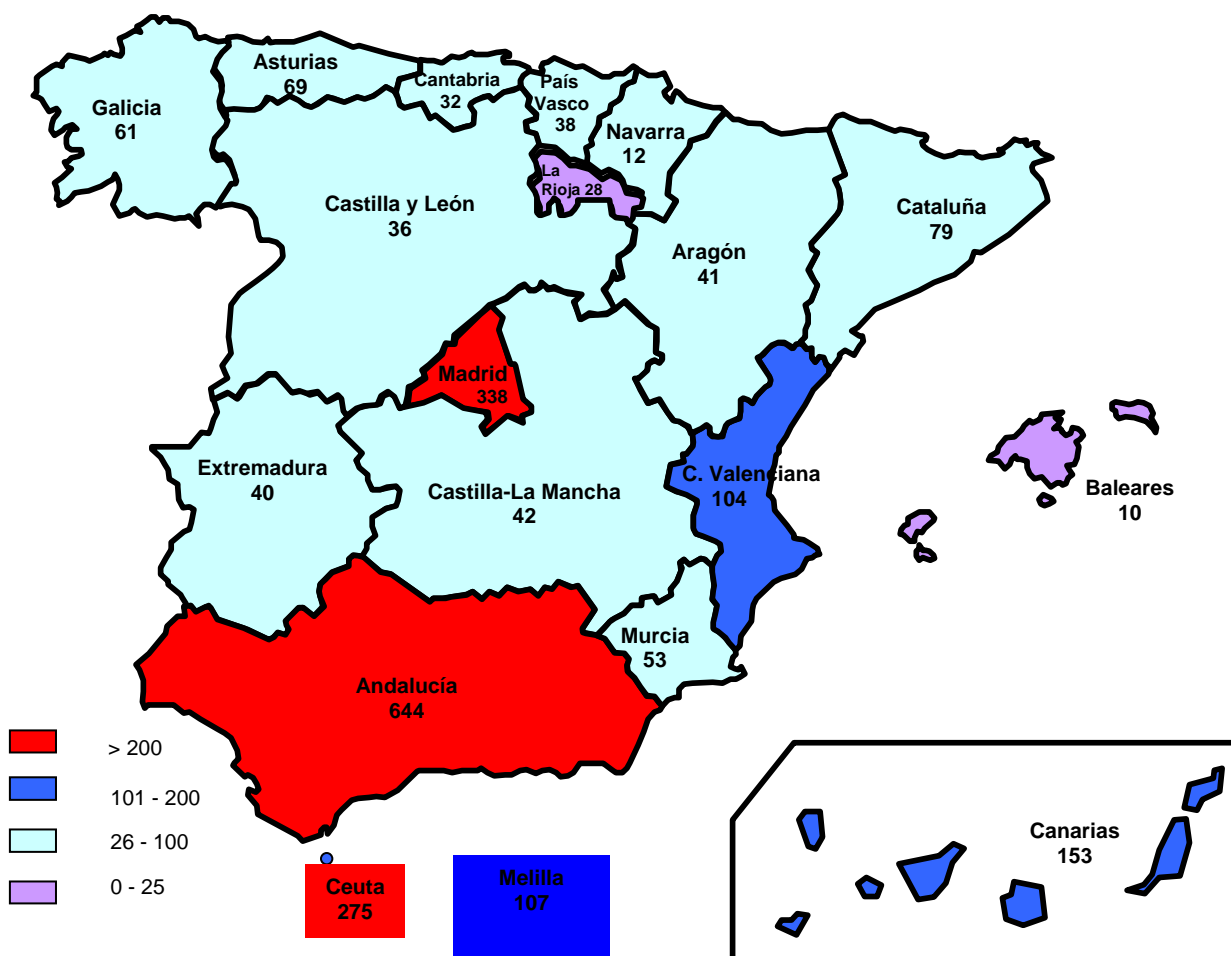 Asturias
69
Cantabria
32
País
Vasco
38
Galicia
61
Navarra
12
La
Rioja 28
Castilla y León
36
Cataluña
79
Aragón
41
Madrid
338
Extremadura
40
Castilla-La Mancha
42
C. Valenciana
104
Baleares
10
Murcia
53
Andalucía
644
> 200
101 - 200
26 - 100
0 - 25
Ceuta
275
Melilla
107
Canarias
153